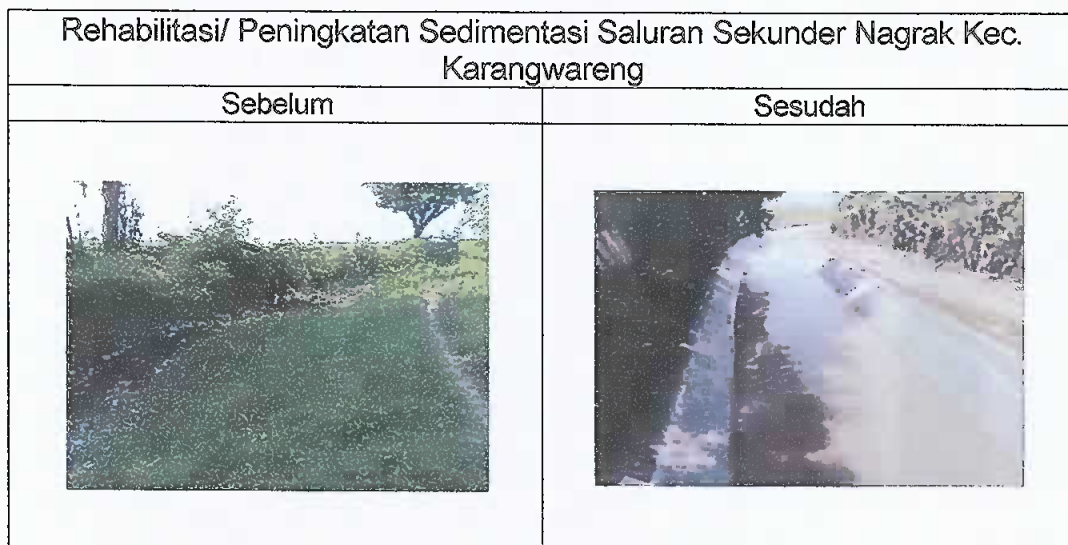 Rehabilitasi/ Peningkatan Sedimentasi Saluran Sekunder Nagrak Kec.
Karangwareng
Sebelum
Sesudah